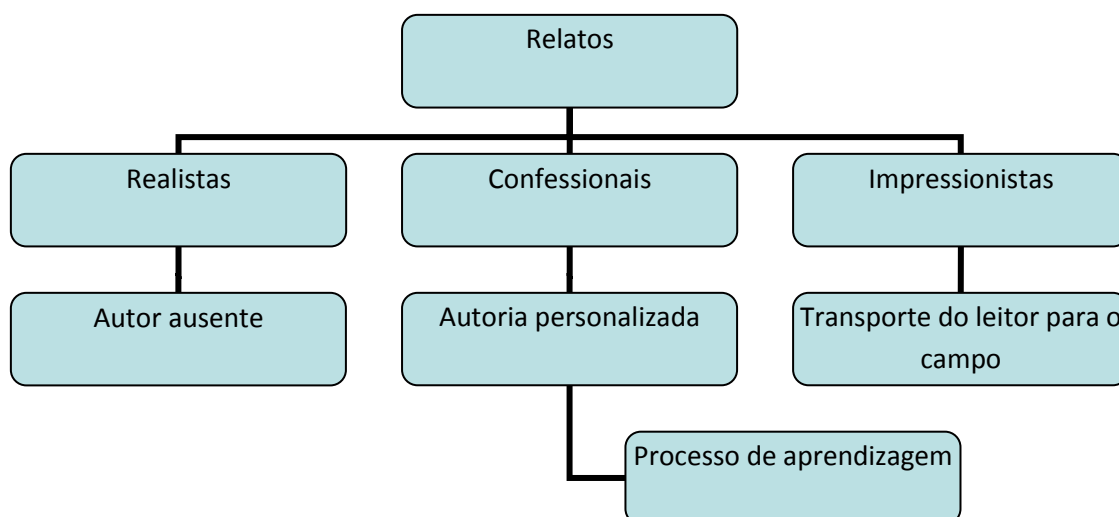 Relatos
Realistas
Confessionais
Impressionistas
Autor ausente
Autoria personalizada
Transporte do leitor para o
campo
Processo de aprendizagem